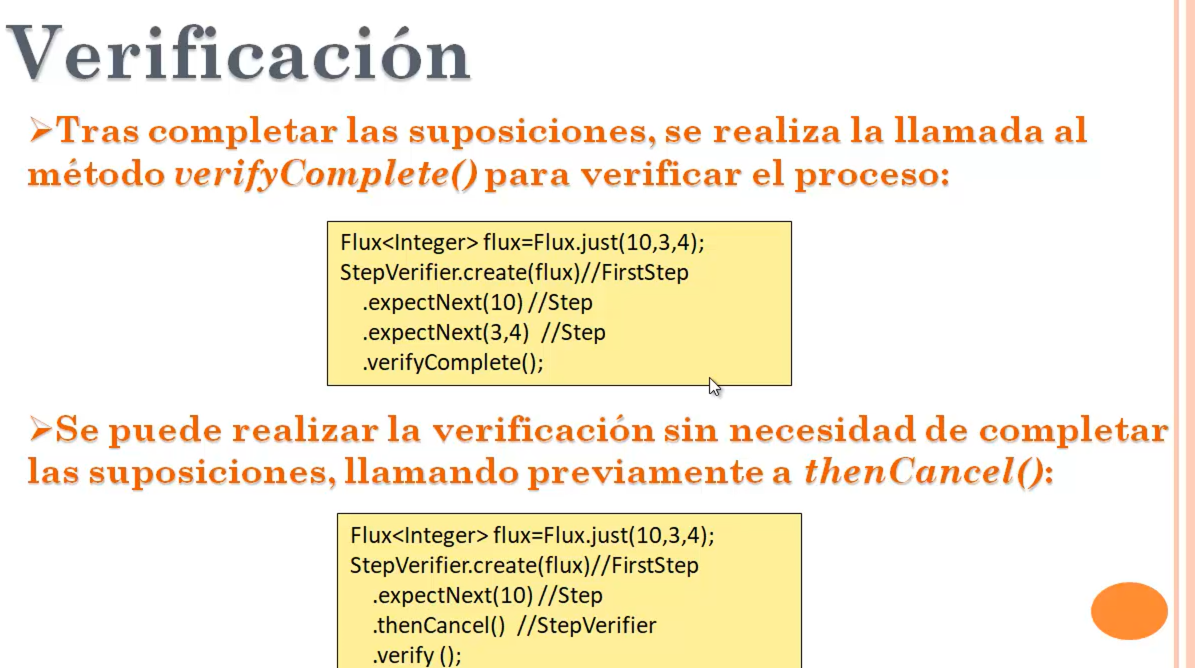 Verificación
➢Tras completar las suposiciones, se realiza la llamada al
método verifyComplete() para verificar el proceso:
Flux<Integer> flux=Flux.just(10,3,4);
StepVerifier.create(flux)//FirstStep
.expectNext(10) //Step
.expectNext(3,4) //Step
.verifyComplete();
➢Se puede realizar la verificación sin necesidad de completar
las suposiciones, llamando previamente a thenCancel():
Flux<Integer> flux=Flux.just(10,3,4);
StepVerifier.create(flux)//FirstStep
.expectNext(10) //Step
.thenCancel() //StepVerifier
.verify ();